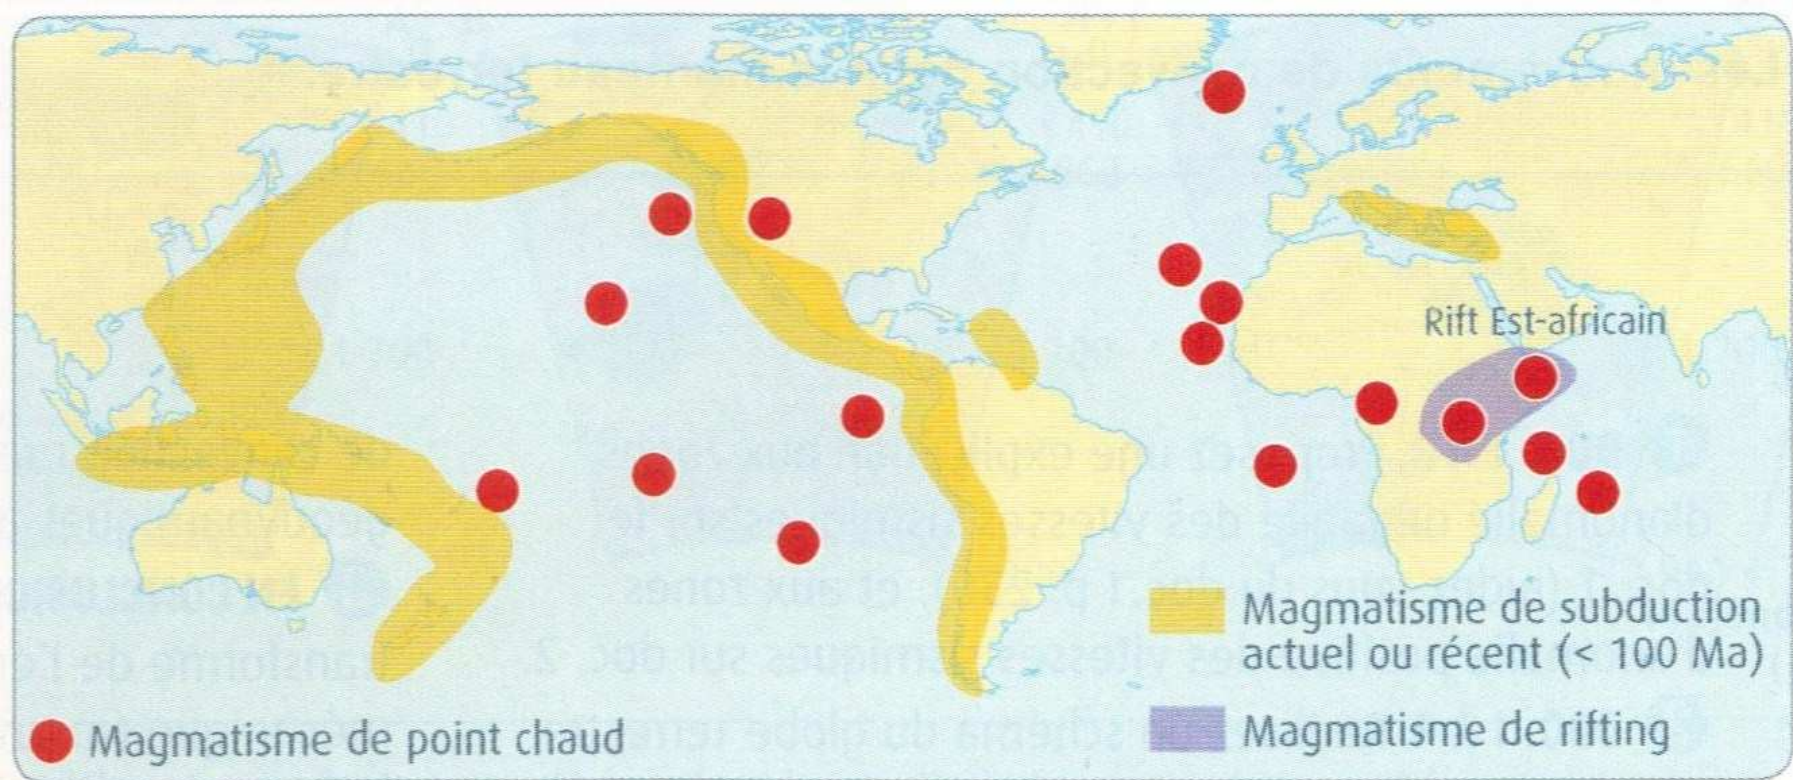 Rift Est-africain
Magmatisme de subduction
actuel ou récent (< 100 Ma)
Magmatisme de point chaud
Magmatisme de rifting